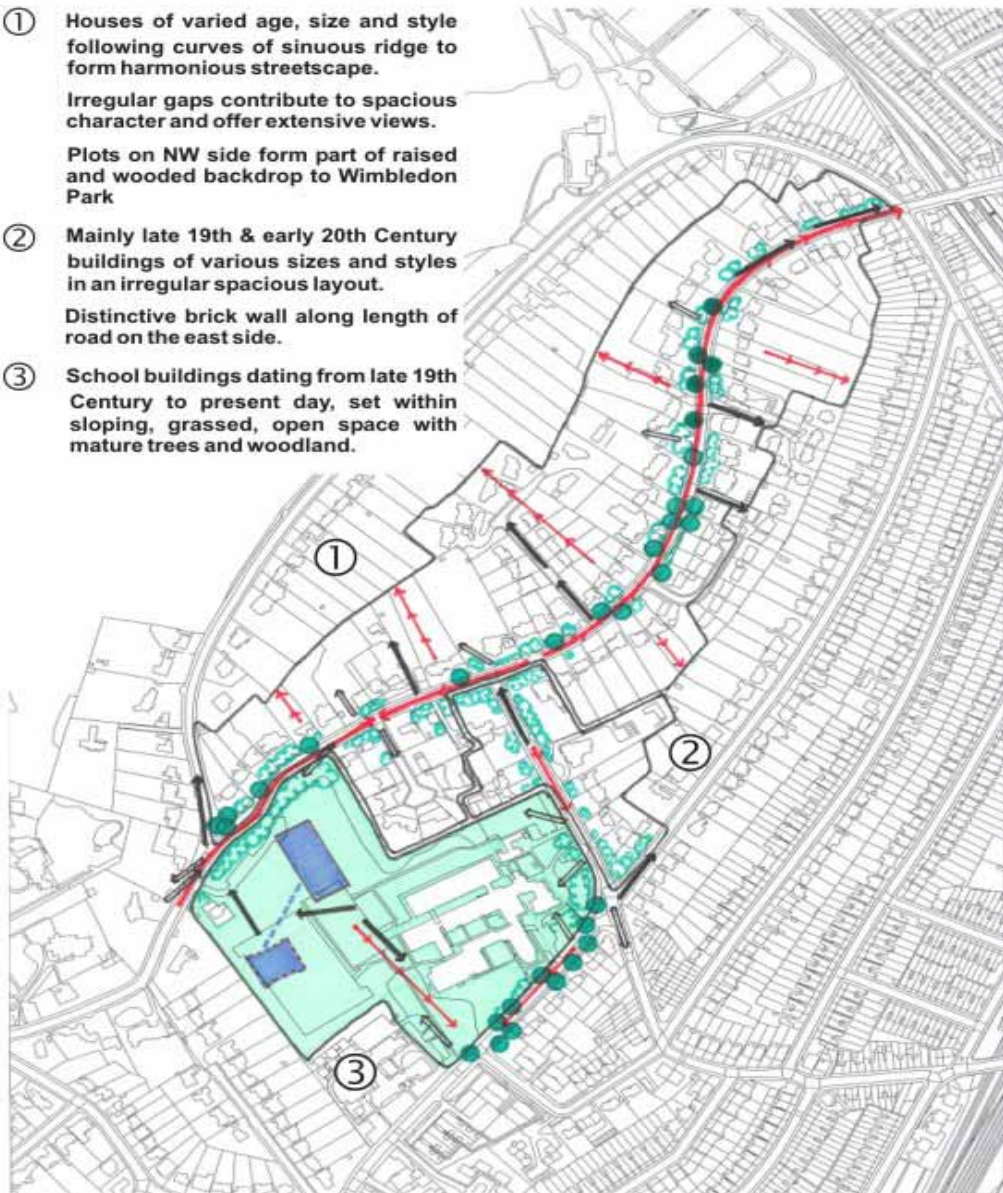 ① Houses of varied age, size and style
following curves of sinuous ridge to
form harmonious streetscape.
Irregular gaps contribute to spacious
character and offer extensive views.
Plots on NW side form part of raised
and wooded backdrop to Wimbledon
Park
② Mainly late 19th & early 20th Century
buildings of various sizes and styles
in an irregular spacious layout.
Distinctive brick wall along length of
road on the east side.
③ School buildings dating from late 19th
Century to present day, set within
sloping, grassed, open space with
mature trees and woodland.
①
②
③